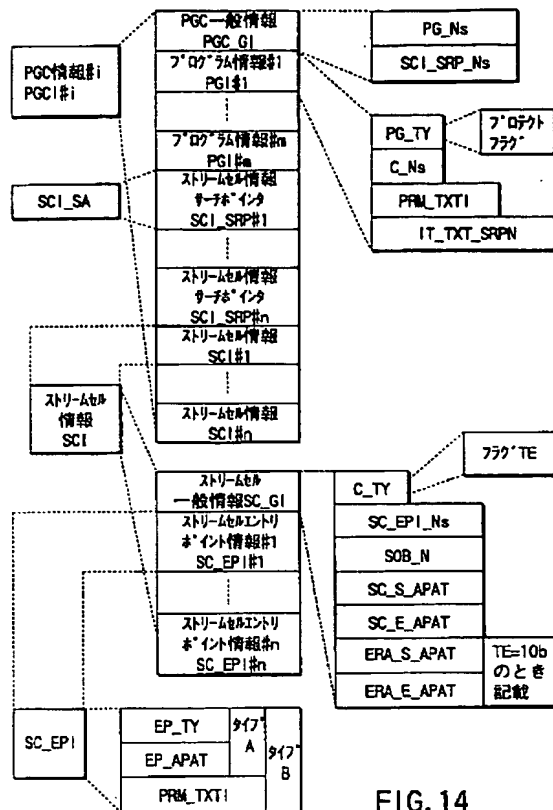 PGC情報#i
PGCI#i
PGC一般情報
PGC_GI
プログラム情報#1
PGI#1
プログラム情報#m
PGI#m
ストリームセル情報
サーチポインタ
SCI_SRP#1
ストリームセル情報
サーチポインタ
SCI_SRP#n
ストリームセル情報
SCI#1
ストリームセル情報
SCI#n
PG_Ns
SCI_SRP_Ns
PG_TY
C_Ns
PRM_TXTI
IT_TXT_SRPN
プロテクト
フラグ
SCI_SA
ストリームセル
情報
SCI
ストリームセル
一般情報SC_GI
ストリームセルエントリ
ポイント情報#1
SC_EPI#1
ストリームセルエントリ
ポイント情報#n
SC_EPI#n
C_TY
SC_EPI_Ns
SOB_N
SC_S_APAT
SC_E_APAT
ERA_S_APAT
ERA_E_APAT
TE=10b
のとき
記載
フラグTE
SC_EPI
EP_TY
EP_APAT
PRM_TXTI
タイプ
A
タイプ
B
FIG. 14